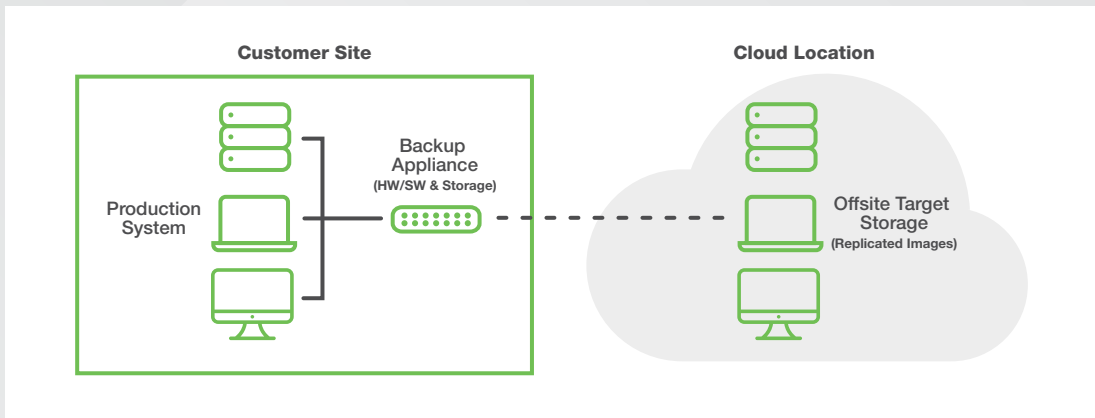 Customer Site
Cloud Location
Backup
Appliance
(HW/SW & Storage)
Production
System
Offsite Target
Storage
(Replicated Images)